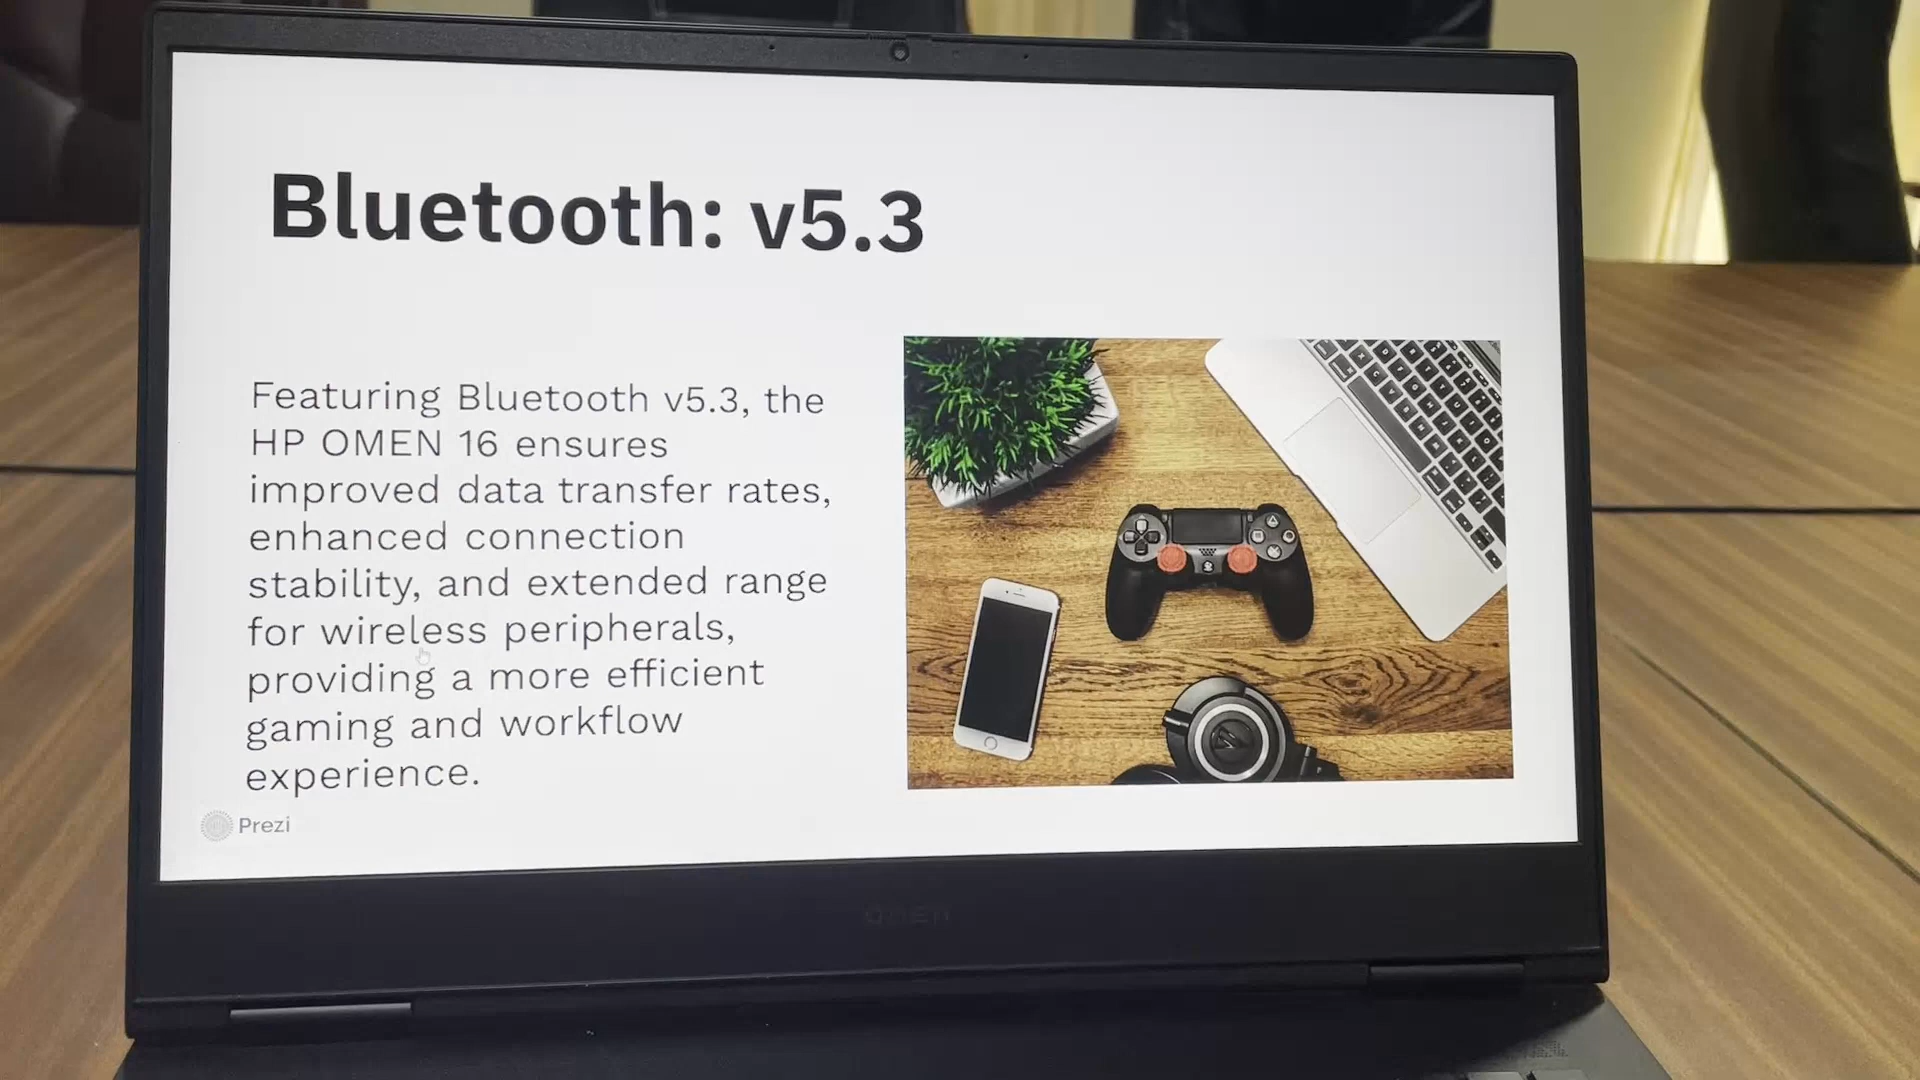 Bluetooth: v5.3
Featuring Bluetooth v5.3, the
HP OMEN 16 ensures
improved data transfer rates,
enhanced connection
stability, and extended range
for wireless peripherals,
providing a more efficient
gaming and workflow
experience.
Prezi
OMEN